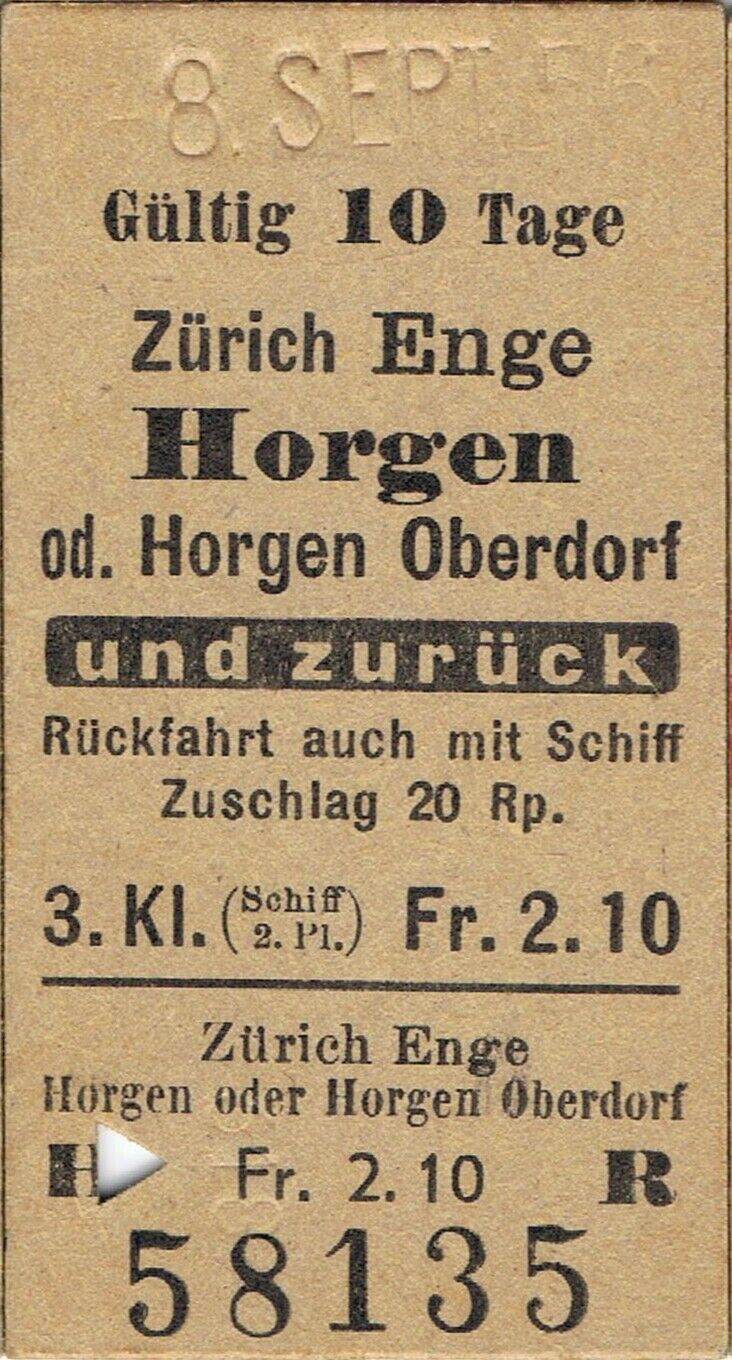 8. SEPT.
Gültig 10 Tage
Zürich Enge
Horgen
od. Horgen Oberdorf
und zurück
Rückfahrt auch mit Schiff
Zuschlag 20 Rp.
3. Kl. (Schiff 2. Pl.) Fr. 2.10
Zürich Enge
Horgen oder Horgen Oberdorf
H Fr. 2.10 R
58135